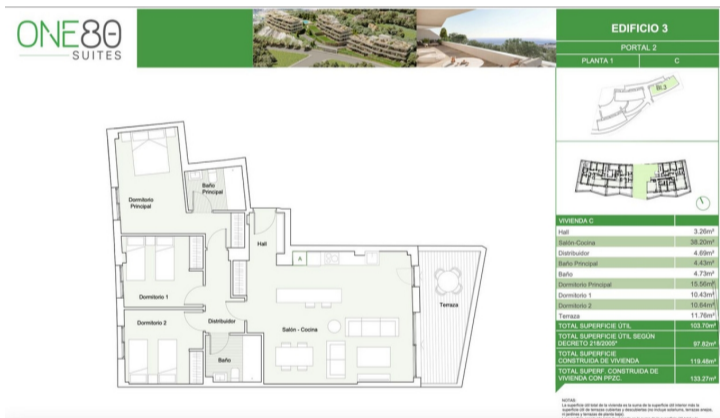 ONE80
SUITES
EDIFICIO 3
PORTAL 2
PLANTA 1 C
Bl.3
Dormitorio
Principal
Baño
Principal
Hall
A
Dormitorio 1
Dormitorio 2
Distribuidor
Baño
Salón - Cocina
Terraza
VIVIENDA C
Hall 3.26m²
Salón-Cocina 38.20m²
Distribuidor 4.69m²
Baño Principal 4.43m²
Baño 4.73m²
Dormitorio Principal 15.56m²
Dormitorio 1 10.43m²
Dormitorio 2 10.64m²
Terraza 11.76m²
TOTAL SUPERFICIE ÚTIL 103.70m²
TOTAL SUPERFICIE ÚTIL SEGÚN
DECRETO 218/2005* 97.82m²
TOTAL SUPERFICIE
CONSTRUIDA DE VIVIENDA 119.48m²
TOTAL SUPERF. CONSTRUIDA DE
VIVIENDA CON PPZC. 133.27m²
NOTAS: